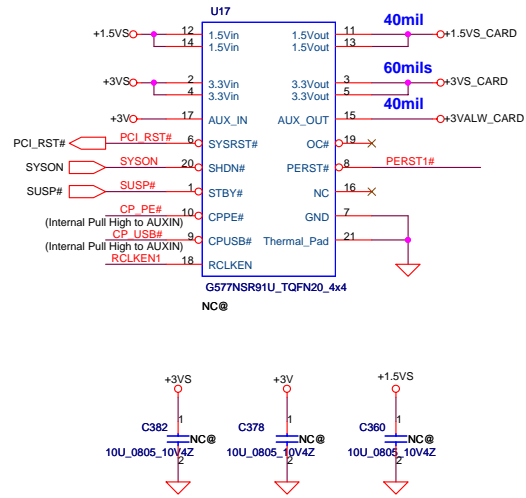 U17
40mil
+1.5VS 12 1.5Vin 1.5Vout 11 +1.5VS_CARD
14 1.5Vin 1.5Vout 13
60mils
+3VS 2 3.3Vin 3.3Vout 3 +3VS_CARD
4 3.3Vin 3.3Vout 5
40mil
+3V 17 AUX_IN AUX_OUT 15 +3VALW_CARD
PCI_RST# PCI_RST# 6 SYSRST# OC# 19
SYSON SYSON 20 SHDN# PERST# 8 PERST1#
SUSP# SUSP# 1 STBY# NC 16
CP_PE# 10 CPPE# GND 7
(Internal Pull High to AUXIN)
CP_USB# 9 CPUSB# Thermal_Pad 21
(Internal Pull High to AUXIN)
RCLKEN1 18 RCLKEN
G577NSR91U_TQFN20_4x4
NC@
+3VS +3V +1.5VS
1 1 1
C382 C378 C360
NC@ NC@ NC@
10U_0805_10V4Z 10U_0805_10V4Z 10U_0805_10V4Z
2 2 2